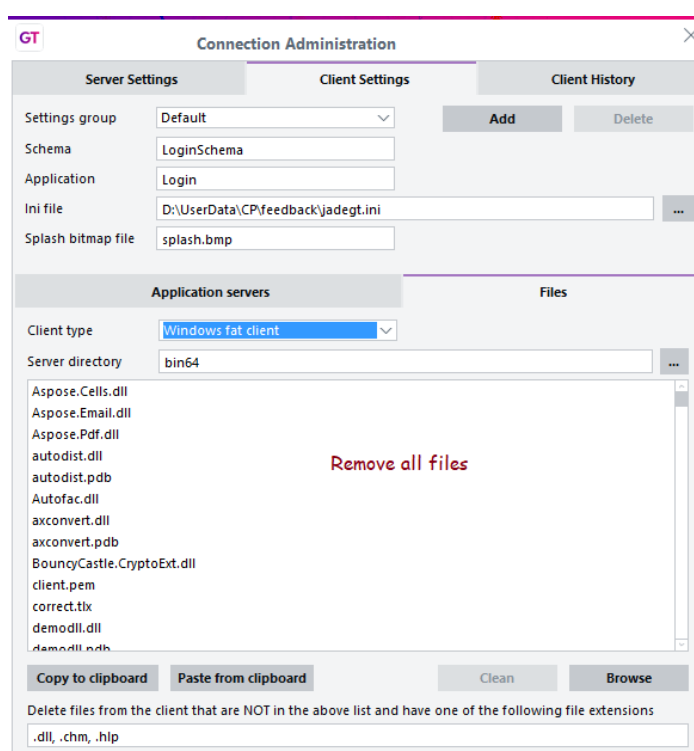 GT
Connection Administration
Server Settings Client Settings Client History
Settings group Default Add Delete
Schema LoginSchema
Application Login
Ini file D:\UserData\CP\feedback\jadegt.ini ...
Splash bitmap file splash.bmp
Application servers Files
Client type Windows fat client
Server directory bin64 ...
Aspose.Cells.dll
Aspose.Email.dll
Aspose.Pdf.dll
autodist.dll
Remove all files
autodist.pdb
Autofac.dll
axconvert.dll
axconvert.pdb
BouncyCastle.CryptoExt.dll
client.pem
correct.tlx
demodll.dll
demodll.pdb
Copy to clipboard Paste from clipboard Clean Browse
Delete files from the client that are NOT in the above list and have one of the following file extensions
.dll, .chm, .hlp